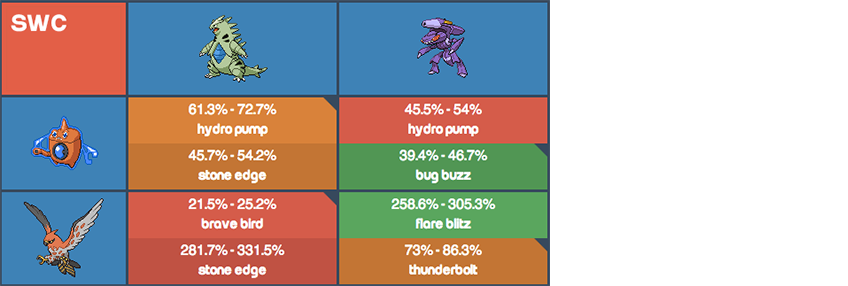 SWC
61.3% - 72.7%
hydro pump
45.5% - 54%
hydro pump
45.7% - 54.2%
stone edge
39.4% - 46.7%
bug buzz
21.5% - 25.2%
brave bird
258.6% - 305.3%
flare blitz
281.7% - 331.5%
stone edge
73% - 86.3%
thunderbolt